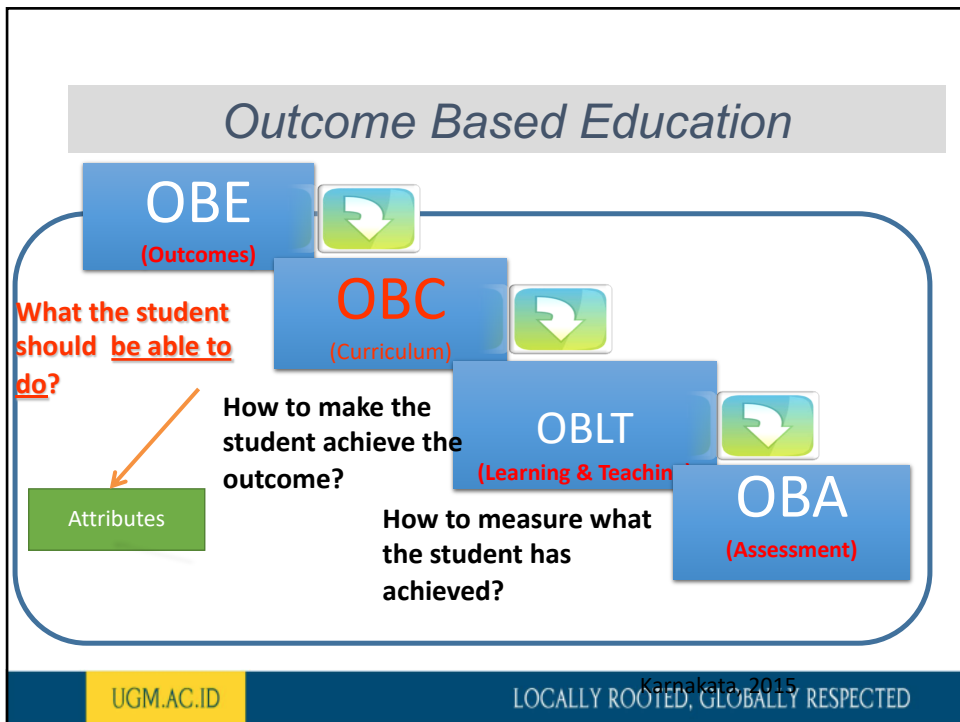 Outcome Based Education
OBE
(Outcomes)
OBC
(Curriculum)
What the student
should be able to
do?
How to make the
student achieve the
outcome?
OBLT
(Learning & Teaching)
Attributes
How to measure what
the student has
achieved?
OBA
(Assessment)
Karnakata, 2015
UGM.AC.ID
LOCALLY ROOTED, GLOBALLY RESPECTED